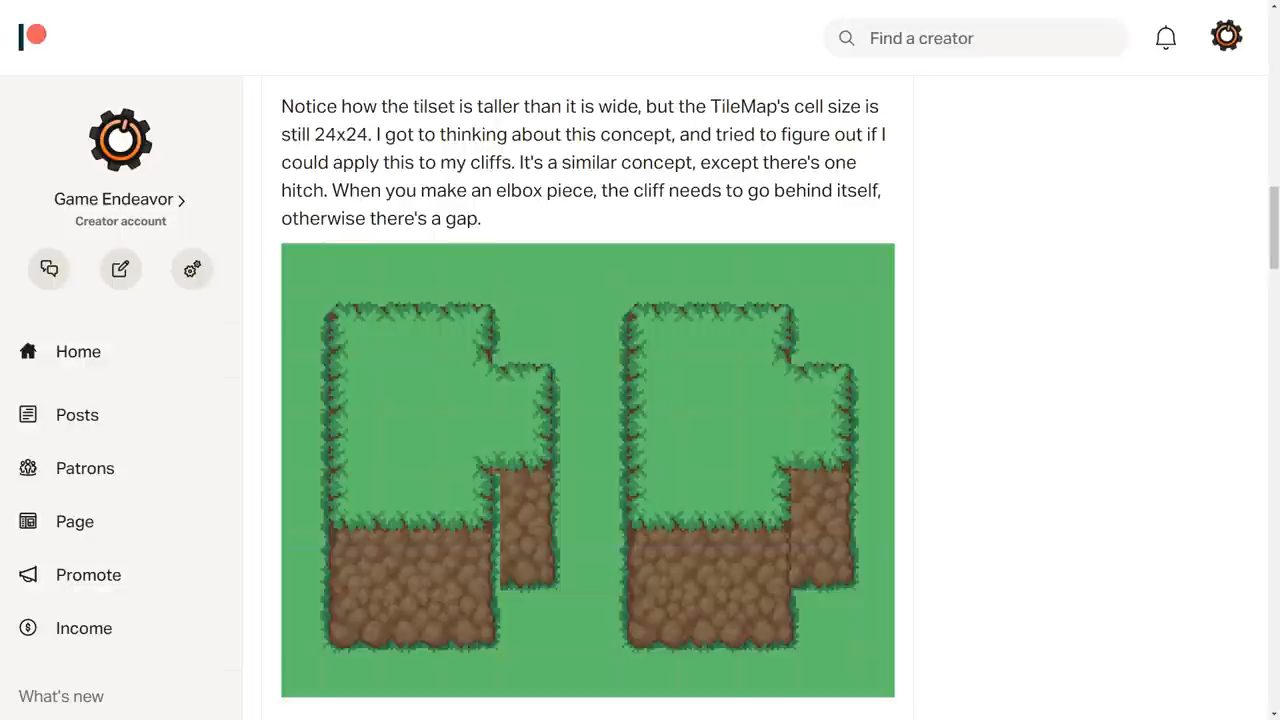 Find a creator
Game Endeavor
Creator account
Home
Posts
Patrons
Page
Promote
Income
What's new
Notice how the tilset is taller than it is wide, but the TileMap's cell size is
still 24x24. I got to thinking about this concept, and tried to figure out if I
could apply this to my cliffs. It's a similar concept, except there's one
hitch. When you make an elbox piece, the cliff needs to go behind itself,
otherwise there's a gap.